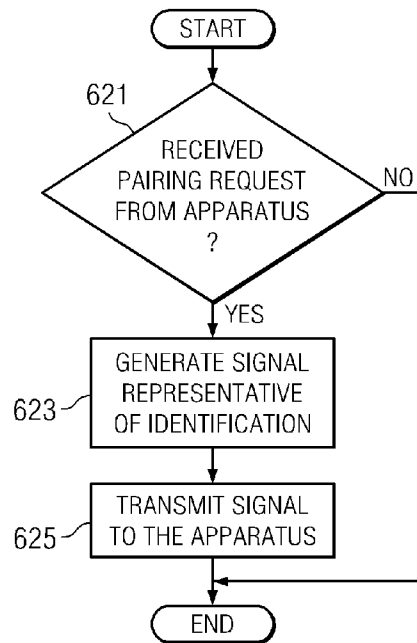 START
621
RECEIVED
PAIRING REQUEST
FROM APPARATUS
?
NO
YES
623
GENERATE SIGNAL
REPRESENTATIVE
OF IDENTIFICATION
625
TRANSMIT SIGNAL
TO THE APPARATUS
END